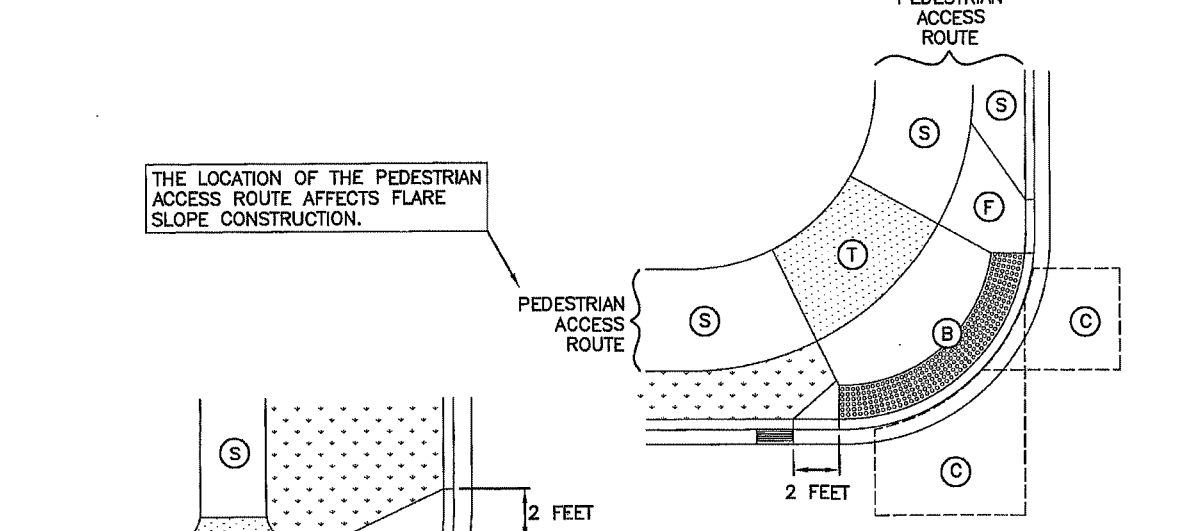 PEDESTRIAN
ACCESS
ROUTE
S
S
THE LOCATION OF THE PEDESTRIAN
ACCESS ROUTE AFFECTS FLARE
SLOPE CONSTRUCTION.
F
T
PEDESTRIAN
ACCESS
ROUTE
S
B
C
S
C
2 FEET
2 FEET